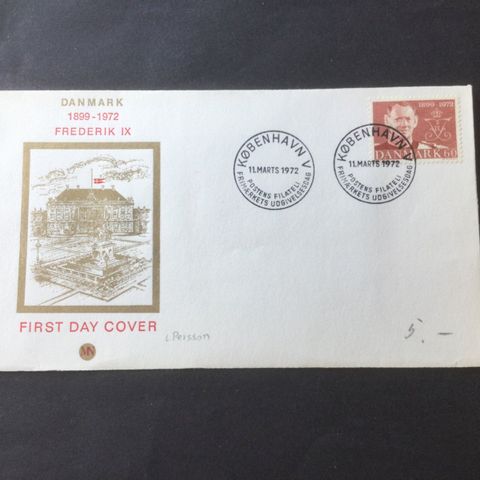 DANMARK
1899-1972
FREDERIK IX
FIRST DAY COVER
KØBENHAVN V
11.MARTS 1972
POSTENS FILATELI
FRIMÆRKETS UDGIVELSESDAG
KØBENHAVN V
11.MARTS 1972
POSTENS FILATELI
FRIMÆRKETS UDGIVELSESDAG
1899-1972
DANMARK 60
L Persson
5.-